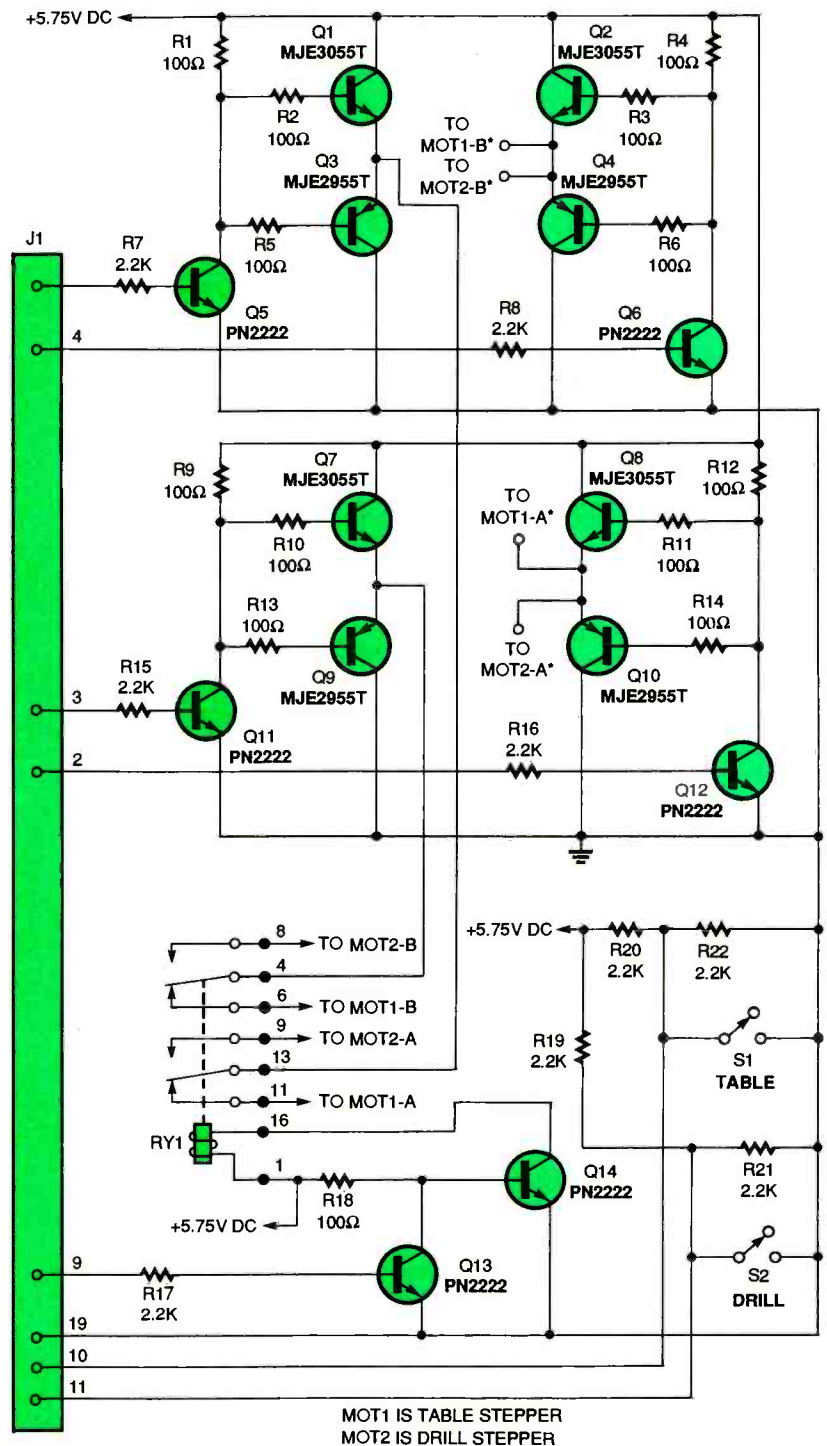 +5.75V DC
R1
100Ω
Q1
MJE3055T
Q2
MJE3055T
R4
100Ω
R2
100Ω
R3
100Ω
TO
MOT1-B*
TO
MOT2-B*
Q3
MJE2955T
Q4
MJE2955T
J1
R7
2.2K
R5
100Ω
R6
100Ω
Q5
PN2222
R8
2.2K
Q6
PN2222
4
R9
100Ω
Q7
MJE3055T
Q8
MJE3055T
R12
100Ω
TO
MOT1-A*
R10
100Ω
R11
100Ω
R13
100Ω
R14
100Ω
TO
MOT2-A*
R15
2.2K
Q9
MJE2955T
Q10
MJE2955T
3
Q11
PN2222
R16
2.2K
2
Q12
PN2222
8
TO MOT2-B
4
6
TO MOT1-B
9
TO MOT2-A
13
11
TO MOT1-A
16
RY1
1
+5.75V DC
R20
2.2K
R22
2.2K
R19
2.2K
S1
TABLE
R21
2.2K
S2
DRILL
R18
100Ω
+5.75V DC
Q14
PN2222
9
R17
2.2K
Q13
PN2222
19
10
11
MOT1 IS TABLE STEPPER
MOT2 IS DRILL STEPPER